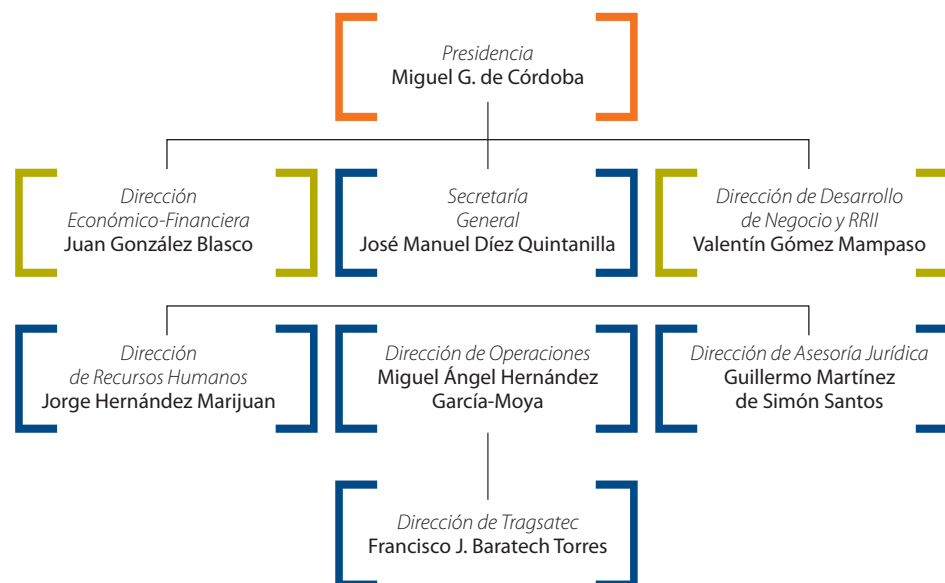 Presidencia
Miguel G. de Córdoba
Dirección
Económico-Financiera
Juan González Blasco
Secretaría
General
José Manuel Díez Quintanilla
Dirección de Desarrollo
de Negocio y RRII
Valentín Gómez Mampaso
Dirección
de Recursos Humanos
Jorge Hernández Marijuan
Dirección de Operaciones
Miguel Ángel Hernández
García-Moya
Dirección de Asesoría Jurídica
Guillermo Martínez
de Simón Santos
Dirección de Tragsatec
Francisco J. Baratech Torres